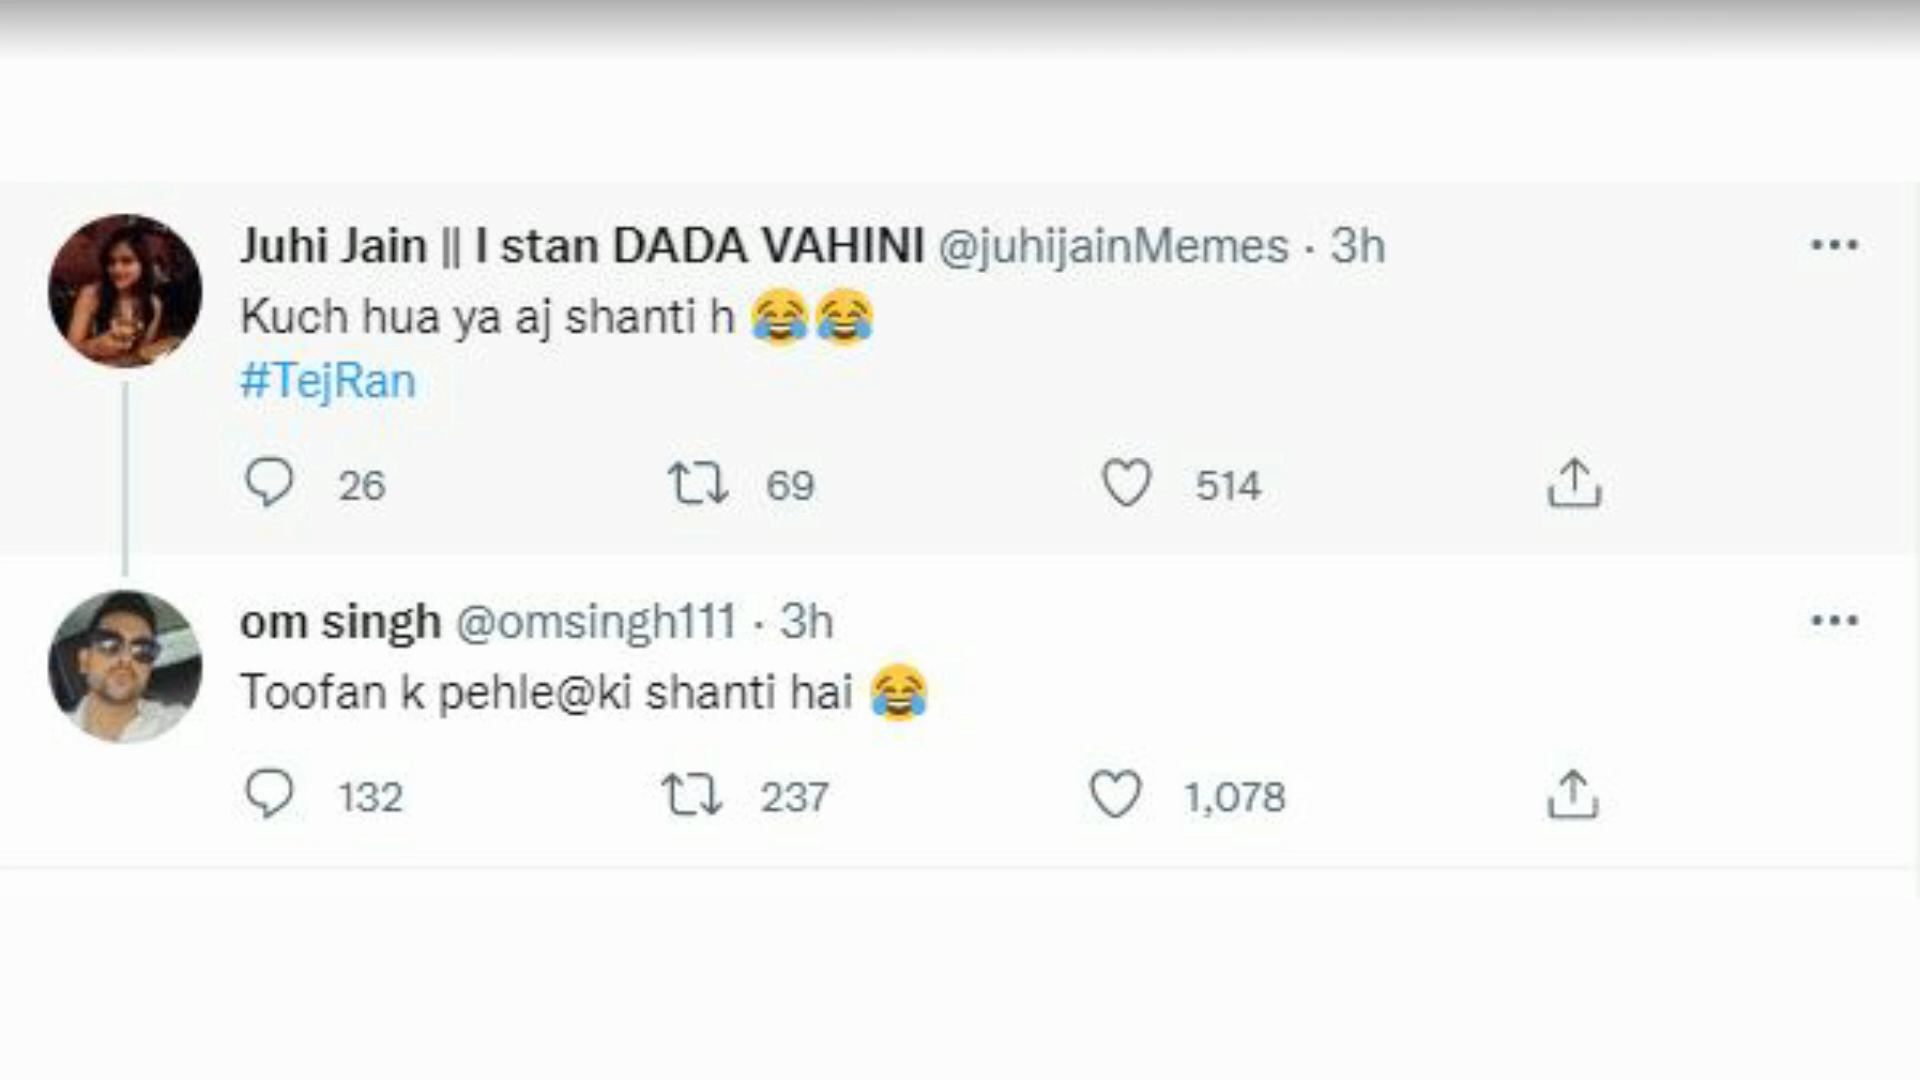 Juhi Jain || I stan DADA VAHINI @juhijainMemes · 3h
Kuch hua ya aj shanti h 😂😂
#TejRan
26 69 514
om singh @omsingh111 · 3h
Toofan k pehle@ki shanti hai 😂
132 237 1,078